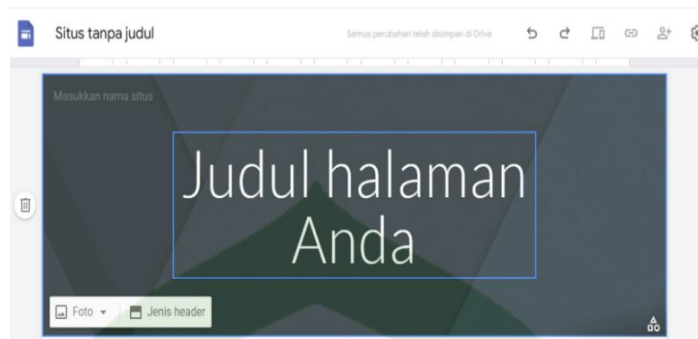 Situs tanpa judul
Semua perubahan telah disimpan di Drive
Masukkan nama situs
Judul halaman
Anda
Foto
Jenis header